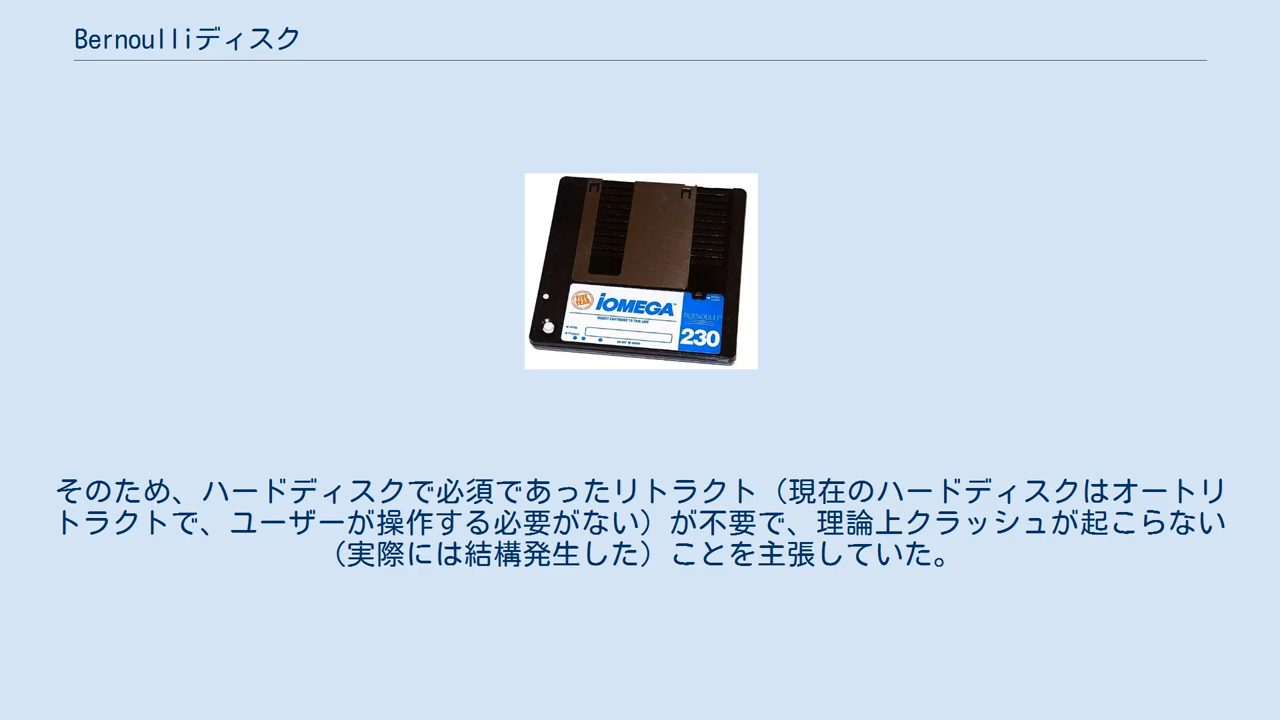 Bernoulliディスク
iOMEGA
BERNOULLI
230
そのため、ハードディスクで必須であったリトラクト（現在のハードディスクはオートリ
トラクトで、ユーザーが操作する必要がない）が不要で、理論上クラッシュが起こらない
（実際には結構発生した）ことを主張していた。